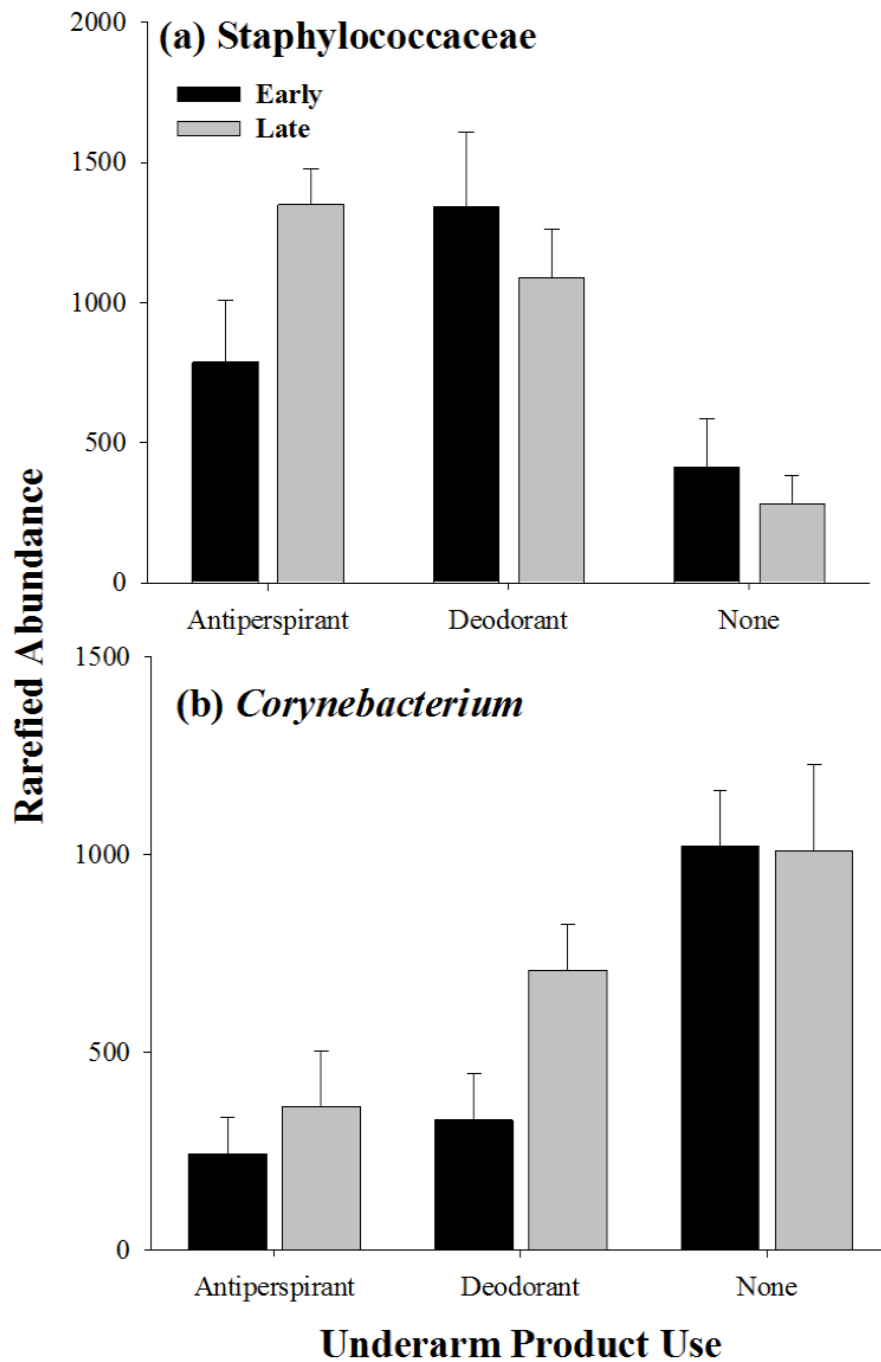 (a) Staphylococcaceae
Early
Late
2000
1500
1000
500
0
Antiperspirant Deodorant None
Rarefied Abundance
(b) Corynebacterium
1500
1000
500
0
Antiperspirant Deodorant None
Underarm Product Use